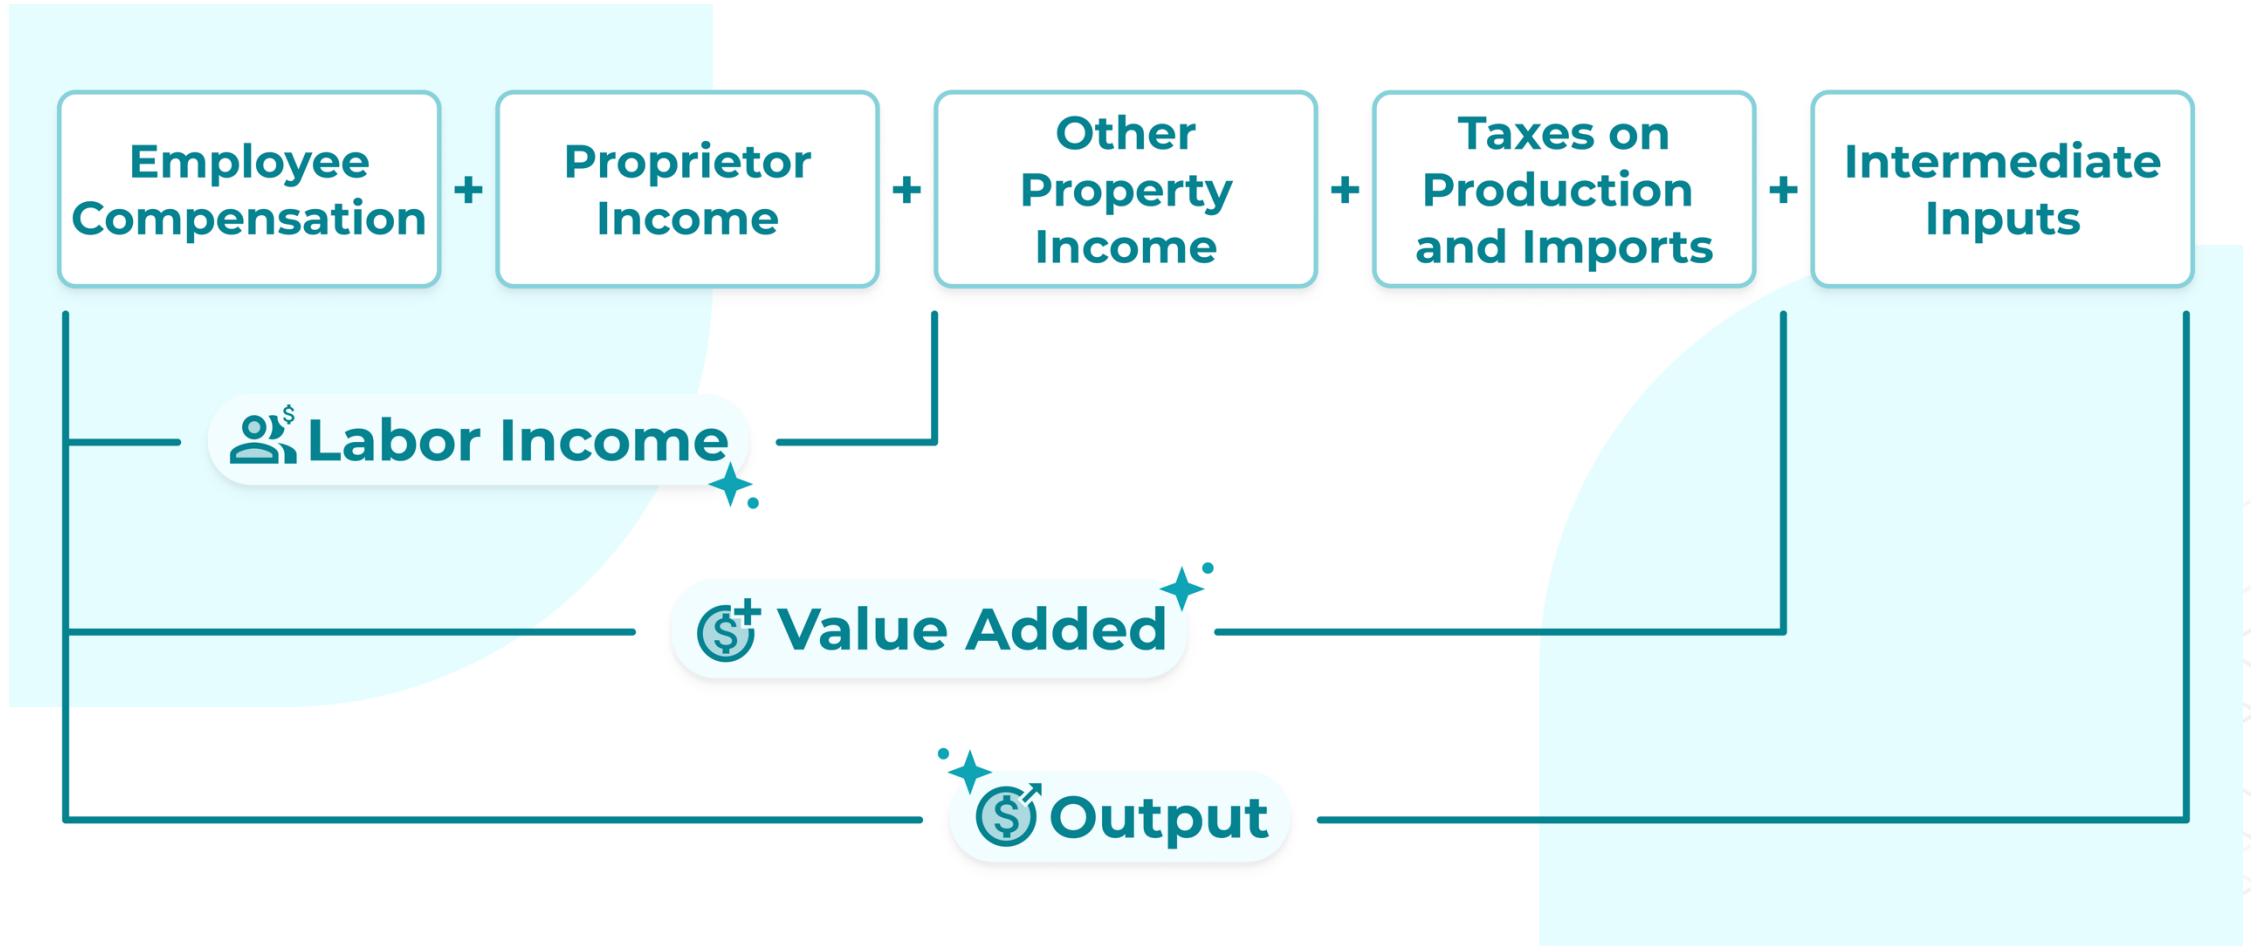 Employee
Compensation
+
Proprietor
Income
+
Other
Property
Income
+
Taxes on
Production
and Imports
+
Intermediate
Inputs
$
Labor Income
$+
Value Added
$
Output